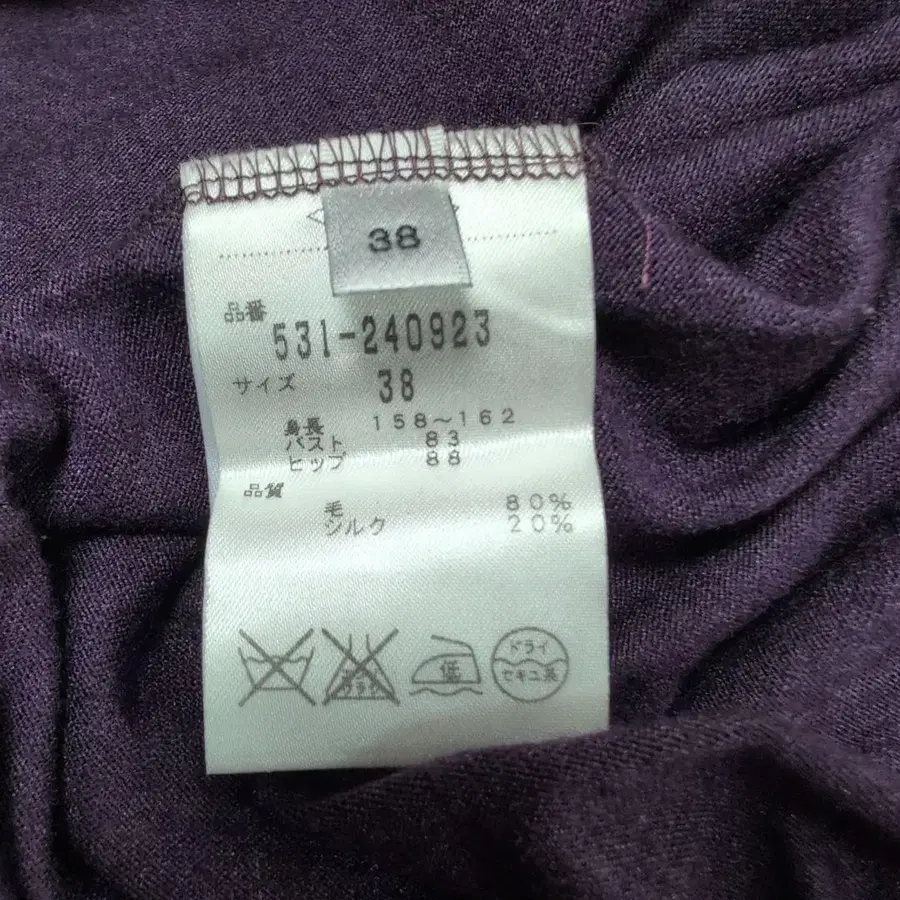 38
品番
531-240923
サイズ 38
身長 158～162
バスト 83
ヒップ 88
品質
毛 80%
シルク 20%
低
ドライ
セキユ系